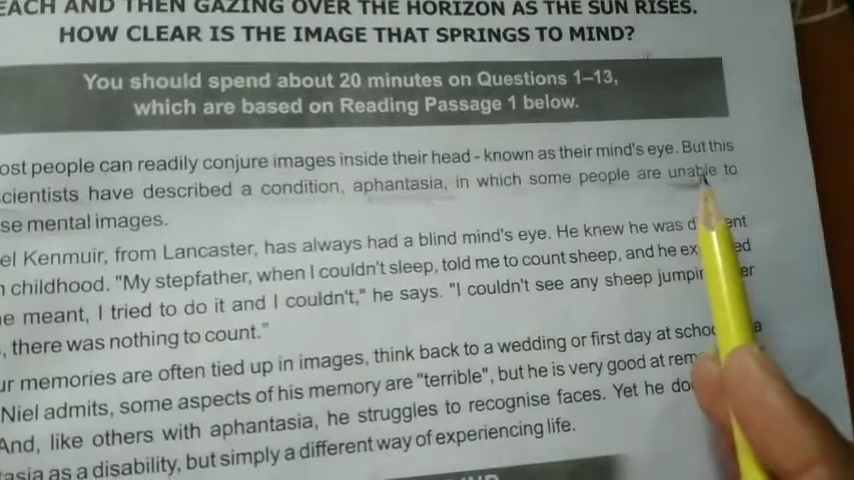 EACH AND THEN GAZING OVER THE HORIZON AS THE SUN RISES.
HOW CLEAR IS THE IMAGE THAT SPRINGS TO MIND?
You should spend about 20 minutes on Questions 1–13,
which are based on Reading Passage 1 below.
ost people can readily conjure images inside their head - known as their mind's eye. But this
cientists have described a condition, aphantasia, in which some people are unable to
se mental images.
el Kenmuir, from Lancaster, has always had a blind mind's eye. He knew he was
childhood. "My stepfather, when I couldn't sleep, told me to count sheep, and he
e meant, I tried to do it and I couldn't," he says. "I couldn't see any sheep
, there was nothing to count."
ur memories are often tied up in images, think back to a wedding or first day at
Niel admits, some aspects of his memory are "terrible", but he is very good at
And, like others with aphantasia, he struggles to recognise faces. Yet he
tasia as a disability, but simply a different way of experiencing life.